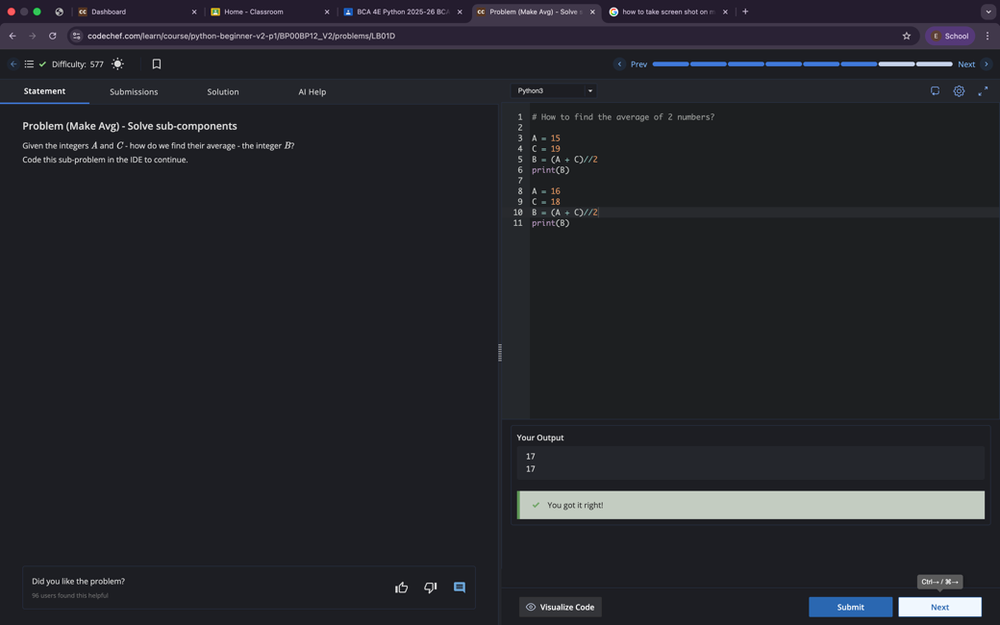 Dashboard
Home - Classroom
BCA 4E Python 2025-26 BCA
Problem (Make Avg) - Solve s
how to take screen shot on m
codechef.com/learn/course/python-beginner-v2-p1/BP00BP12_V2/problems/LB01D
E School
Difficulty: 577
Prev
Next
Statement
Submissions
Solution
AI Help
Python3
Problem (Make Avg) - Solve sub-components
Given the integers A and C - how do we find their average - the integer B?
Code this sub-problem in the IDE to continue.
1 # How to find the average of 2 numbers?
2
3 A = 15
4 C = 19
5 B = (A + C)//2
6 print(B)
7
8 A = 16
9 C = 18
10 B = (A + C)//2
11 print(B)
Your Output
17
17
You got it right!
Did you like the problem?
96 users found this helpful
Ctrl→ / ⌘→
Visualize Code
Submit
Next